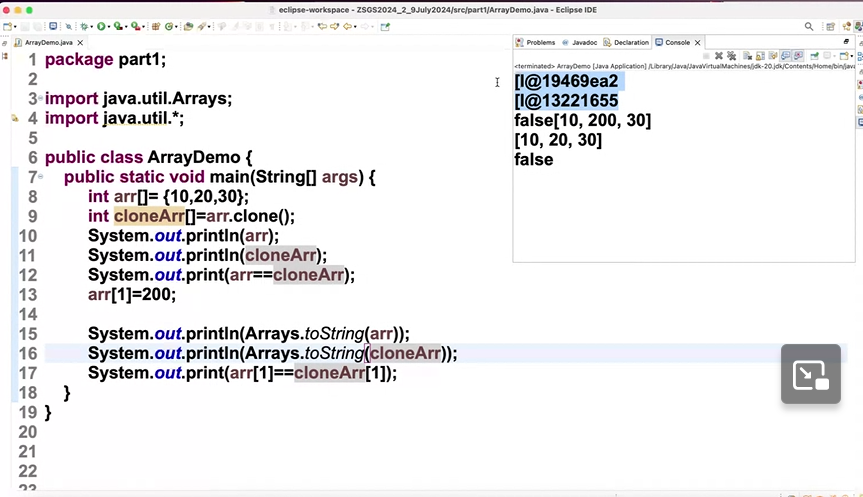 eclipse-workspace - ZSGS2024_2_9July2024/src/part1/ArrayDemo.java - Eclipse IDE
ArrayDemo.java
1 package part1;
2
3 import java.util.Arrays;
4 import java.util.*;
5
6 public class ArrayDemo {
7 public static void main(String[] args) {
8 int arr[]= {10,20,30};
9 int cloneArr[]=arr.clone();
10 System.out.println(arr);
11 System.out.println(cloneArr);
12 System.out.print(arr==cloneArr);
13 arr[1]=200;
14
15 System.out.println(Arrays.toString(arr));
16 System.out.println(Arrays.toString(cloneArr));
17 System.out.print(arr[1]==cloneArr[1]);
18 }
19 }
20
21
22
23
Problems Javadoc Declaration Console
<terminated> ArrayDemo [Java Application] /Library/Java/JavaVirtualMachines/jdk-20.jdk/Contents/Home/bin/java
[I@19469ea2
[I@13221655
false[10, 200, 30]
[10, 20, 30]
false